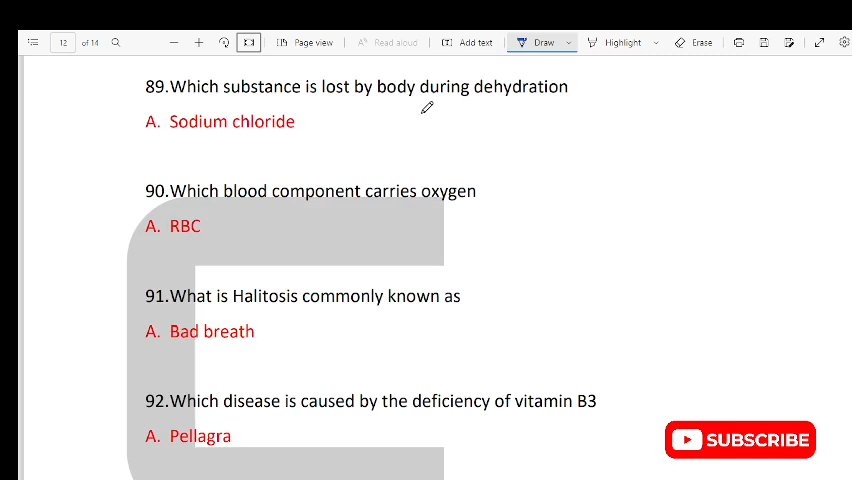 12 of 14 Page view Read aloud Add text Draw Highlight Erase
89.Which substance is lost by body during dehydration
A. Sodium chloride
90.Which blood component carries oxygen
A. RBC
91.What is Halitosis commonly known as
A. Bad breath
92.Which disease is caused by the deficiency of vitamin B3
A. Pellagra
SUBSCRIBE